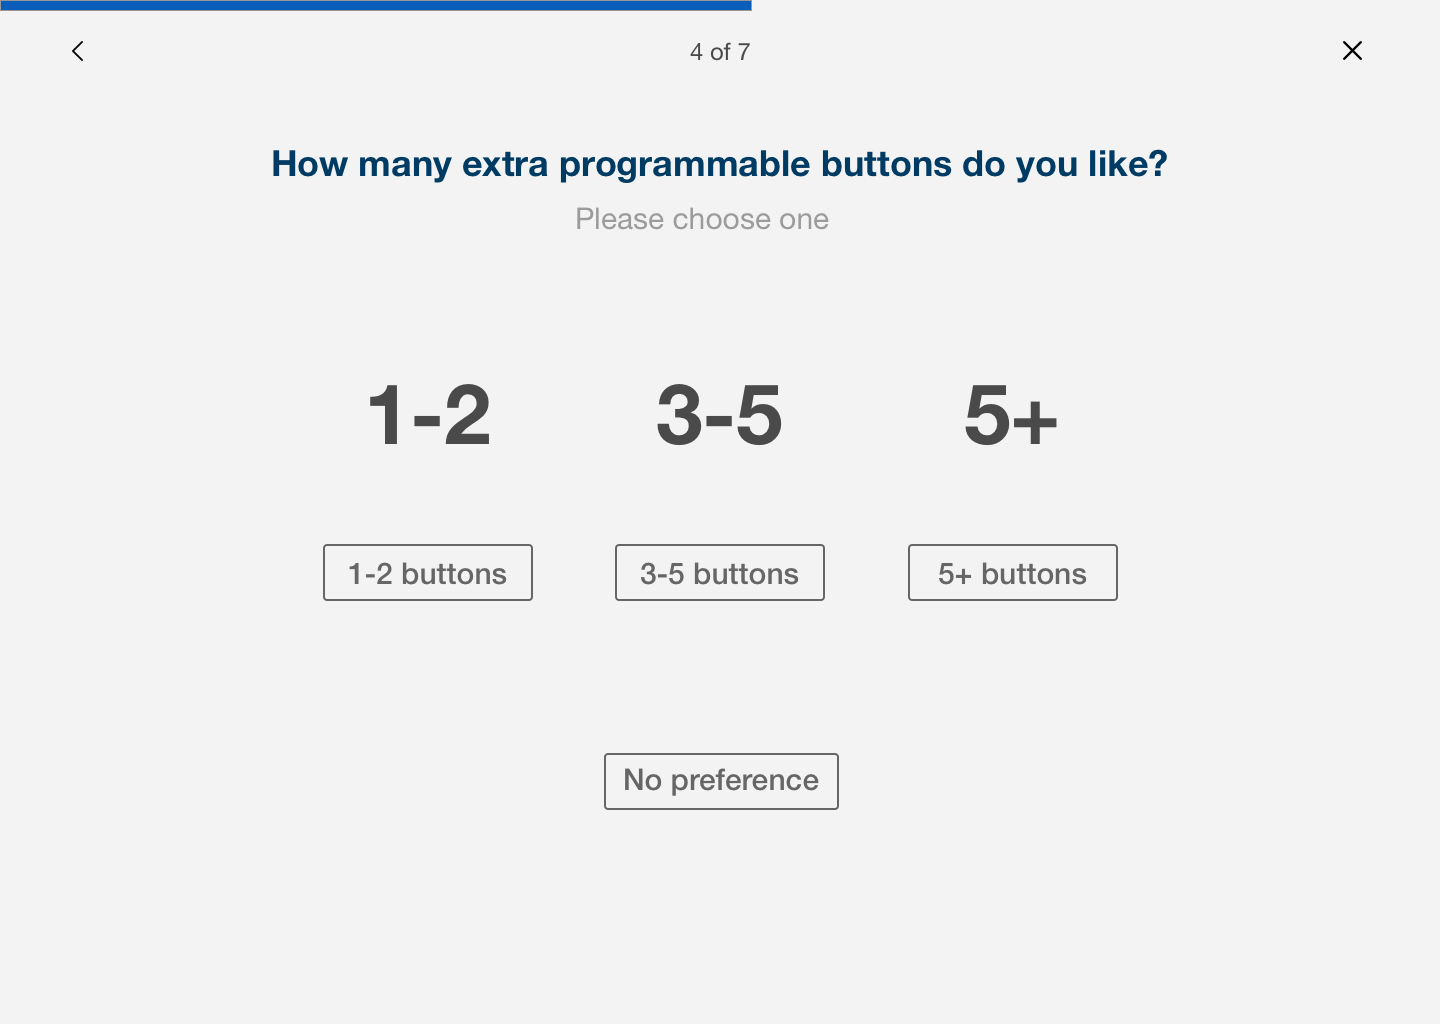 4 of 7
How many extra programmable buttons do you like?
Please choose one
1-2 3-5 5+
1-2 buttons 3-5 buttons 5+ buttons
No preference